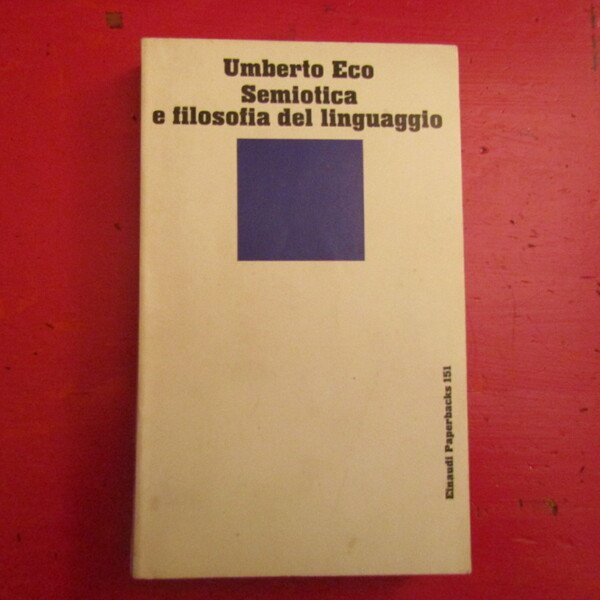 Umberto Eco
Semiotica
e filosofia del linguaggio
Einaudi Paperbacks 151